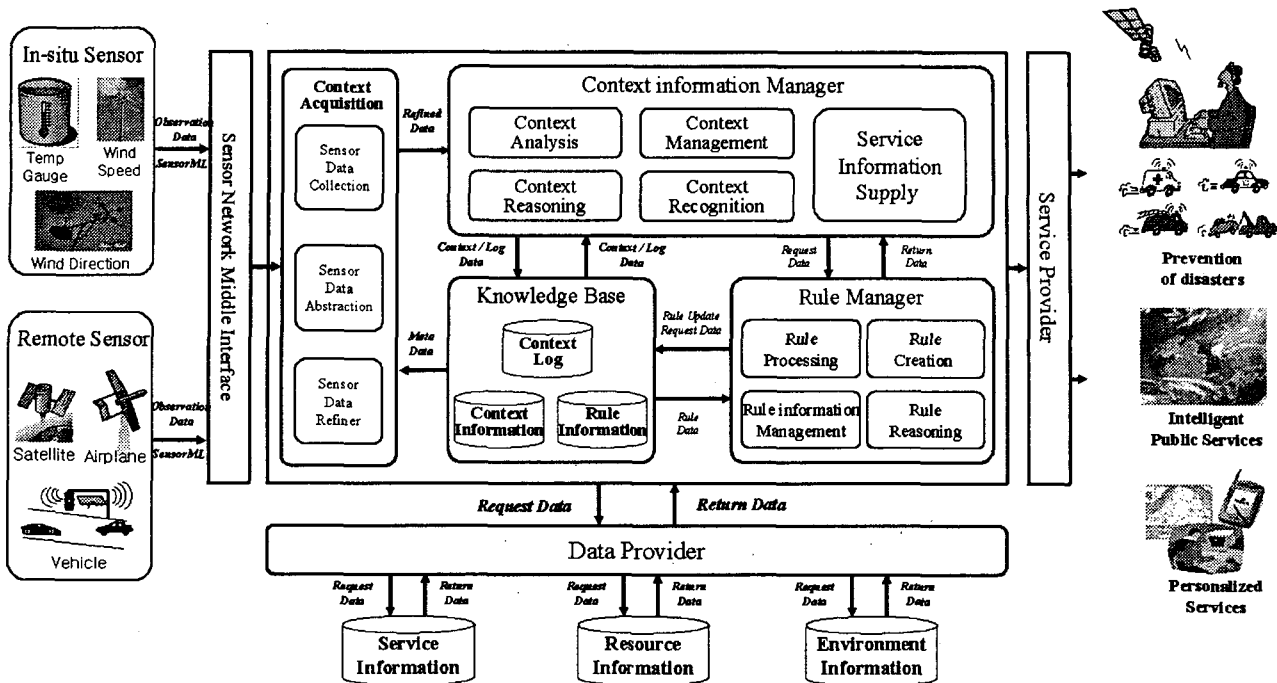 In-situ Sensor
Temp
Gauge
Wind
Speed
Wind Direction
Observation
Data
SensorML
Remote Sensor
Satellite
Airplane
Vehicle
Observation
Data
SensorML
Sensor Network Middle Interface
Context
Acquisition
Sensor
Data
Collection
Sensor
Data
Abstraction
Sensor
Data
Refiner
Refined
Data
Meta
Data
Context information Manager
Context
Analysis
Context
Management
Context
Reasoning
Context
Recognition
Service
Information
Supply
Context / Log
Data
Context / Log
Data
Request
Data
Return
Data
Knowledge Base
Context
Log
Context
Information
Rule
Information
Rule Update
Request Data
Rule
Data
Rule Manager
Rule
Processing
Rule
Creation
Rule information
Management
Rule
Reasoning
Service Provider
Prevention
of disasters
Intelligent
Public Services
Personalized
Services
Request Data
Return Data
Data Provider
Request
Data
Return
Data
Request
Data
Return
Data
Request
Data
Return
Data
Service
Information
Resource
Information
Environment
Information